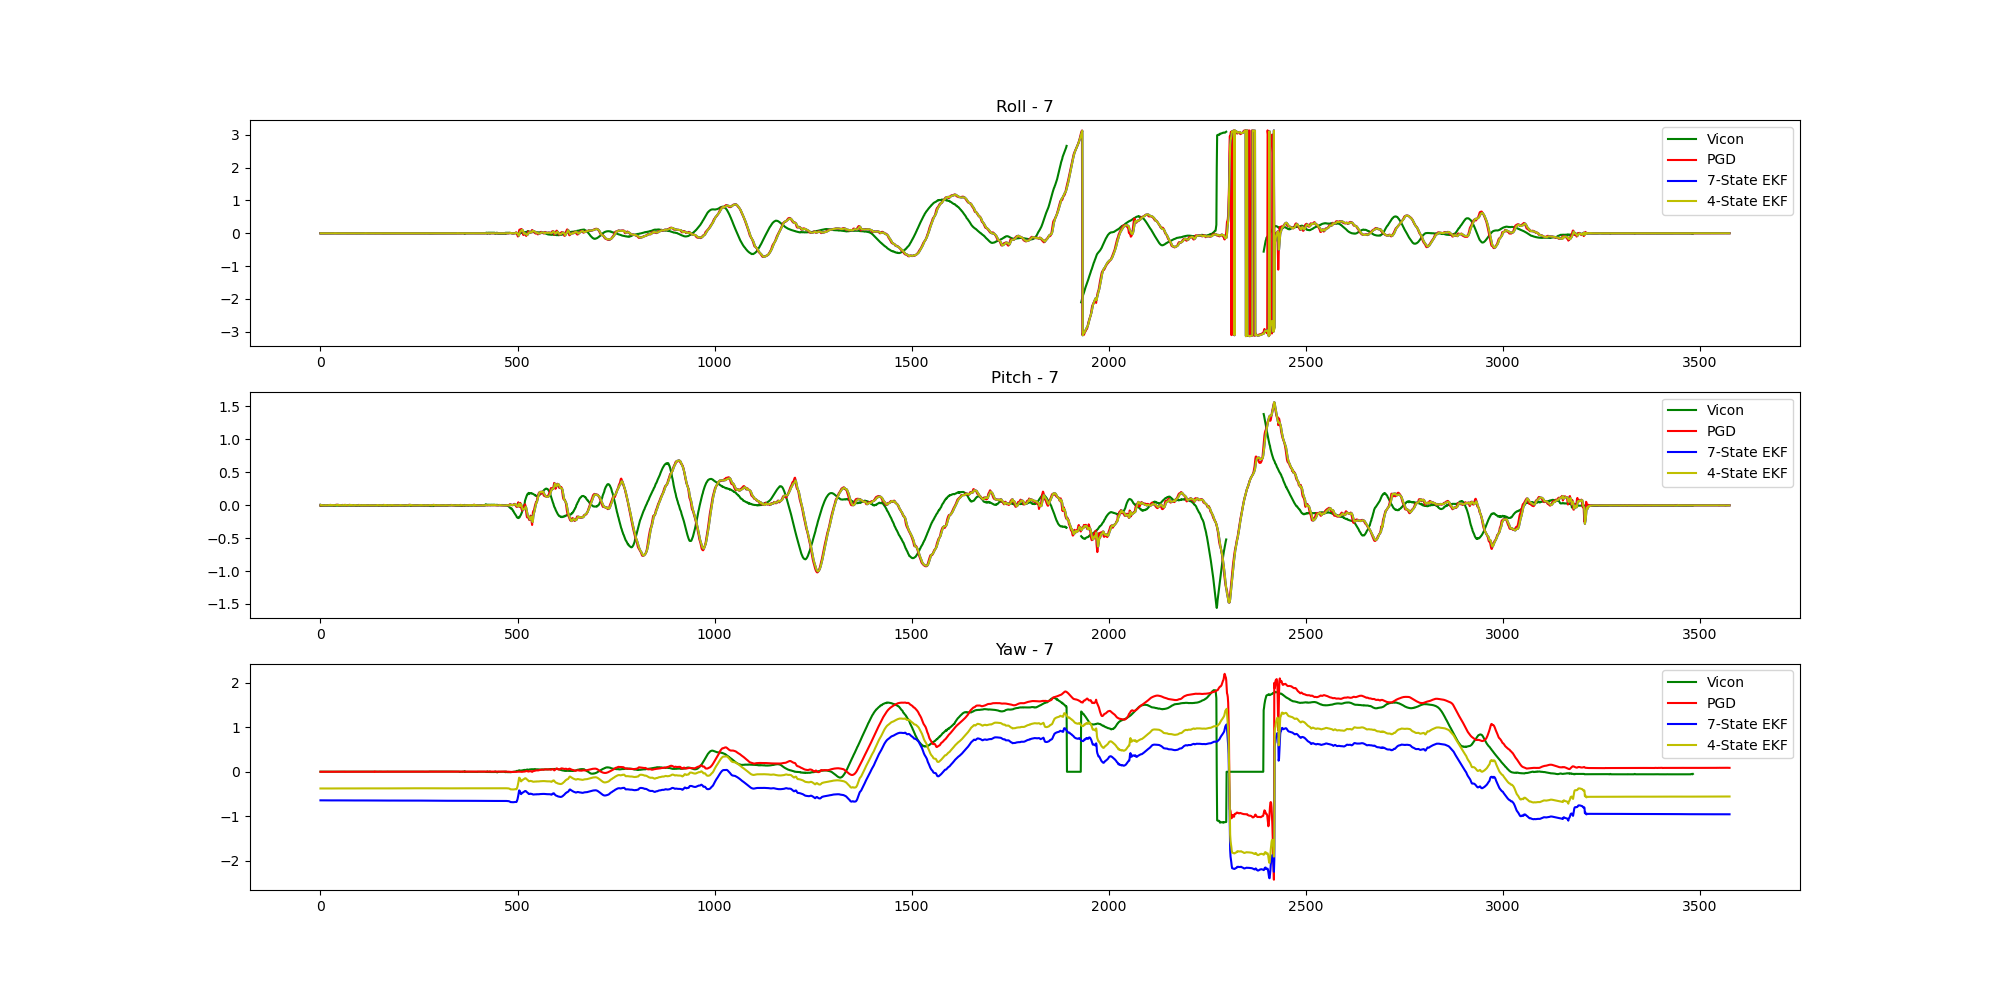 Roll - 7
3
2
1
0
−1
−2
−3
Vicon
PGD
7-State EKF
4-State EKF
0 500 1000 1500 2000 2500 3000 3500
Pitch - 7
1.5
1.0
0.5
0.0
−0.5
−1.0
−1.5
Vicon
PGD
7-State EKF
4-State EKF
0 500 1000 1500 2000 2500 3000 3500
Yaw - 7
2
1
0
−1
−2
Vicon
PGD
7-State EKF
4-State EKF
0 500 1000 1500 2000 2500 3000 3500